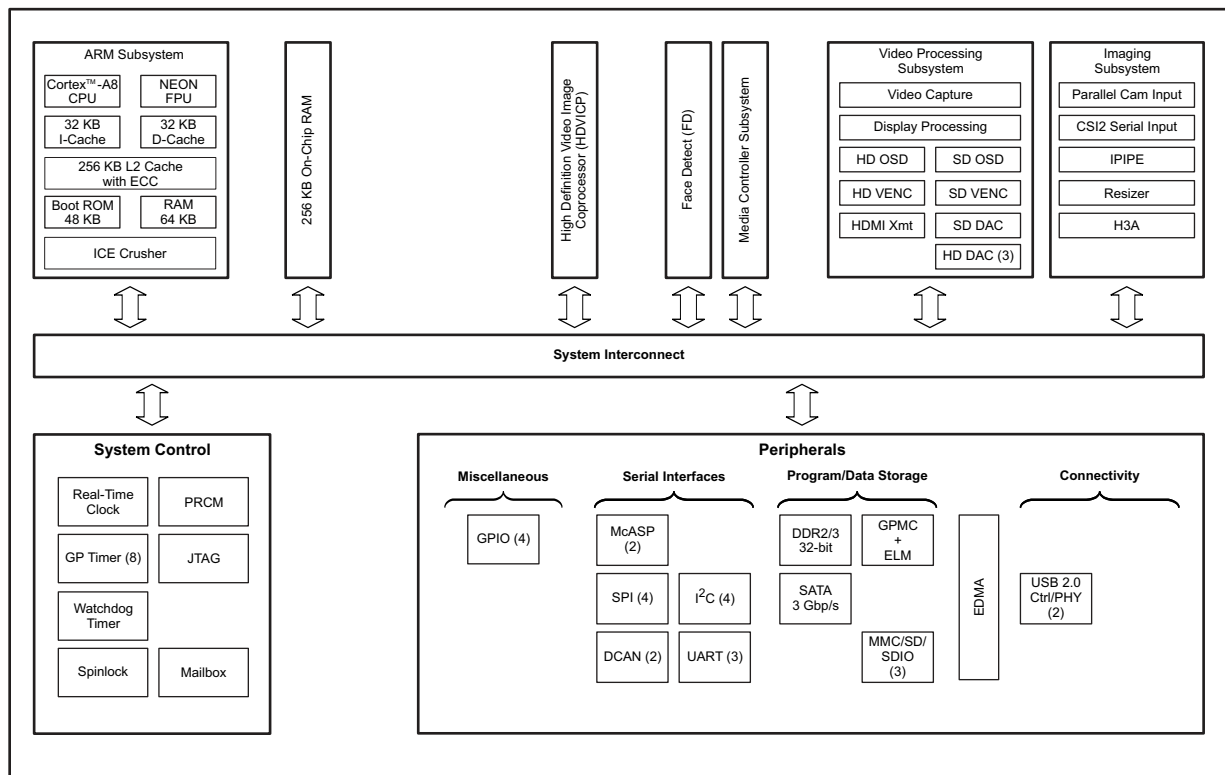 ARM Subsystem
Cortex™-A8
CPU
NEON
FPU
32 KB
I-Cache
32 KB
D-Cache
256 KB L2 Cache
with ECC
Boot ROM
48 KB
RAM
64 KB
ICE Crusher
256 KB On-Chip RAM
High Definition Video Image
Coprocessor (HDVICP)
Face Detect (FD)
Media Controller Subsystem
Video Processing
Subsystem
Video Capture
Display Processing
HD OSD
SD OSD
HD VENC
SD VENC
HDMI Xmt
SD DAC
HD DAC (3)
Imaging
Subsystem
Parallel Cam Input
CSI2 Serial Input
IPIPE
Resizer
H3A
System Interconnect
System Control
Real-Time
Clock
PRCM
GP Timer (8)
JTAG
Watchdog
Timer
Spinlock
Mailbox
Peripherals
Miscellaneous
GPIO (4)
Serial Interfaces
McASP
(2)
SPI (4)
I²C (4)
DCAN (2)
UART (3)
Program/Data Storage
DDR2/3
32-bit
GPMC
+
ELM
SATA
3 Gbp/s
MMC/SD/
SDIO
(3)
EDMA
Connectivity
USB 2.0
Ctrl/PHY
(2)